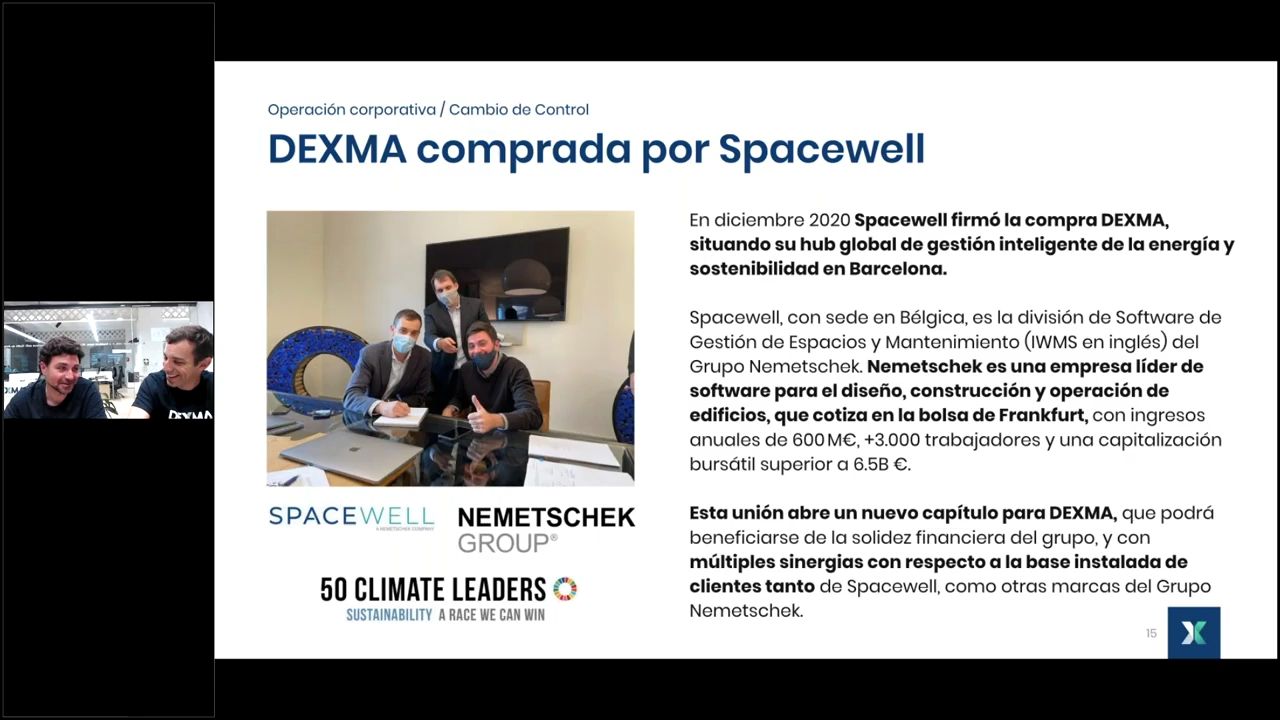 Operación corporativa / Cambio de Control
DEXMA comprada por Spacewell
En diciembre 2020 Spacewell firmó la compra DEXMA,
situando su hub global de gestión inteligente de la energía y
sostenibilidad en Barcelona.
Spacewell, con sede en Bélgica, es la división de Software de
Gestión de Espacios y Mantenimiento (IWMS en inglés) del
Grupo Nemetschek. Nemetschek es una empresa líder de
software para el diseño, construcción y operación de
edificios, que cotiza en la bolsa de Frankfurt, con ingresos
anuales de 600M€, +3.000 trabajadores y una capitalización
bursátil superior a 6.5B €.
Esta unión abre un nuevo capítulo para DEXMA, que podrá
beneficiarse de la solidez financiera del grupo, y con
múltiples sinergias con respecto a la base instalada de
clientes tanto de Spacewell, como otras marcas del Grupo
Nemetschek.
SPACEWELL
A NEMETSCHEK COMPANY
NEMETSCHEK
GROUP®
50 CLIMATE LEADERS
SUSTAINABILITY A RACE WE CAN WIN
15
DEXMA